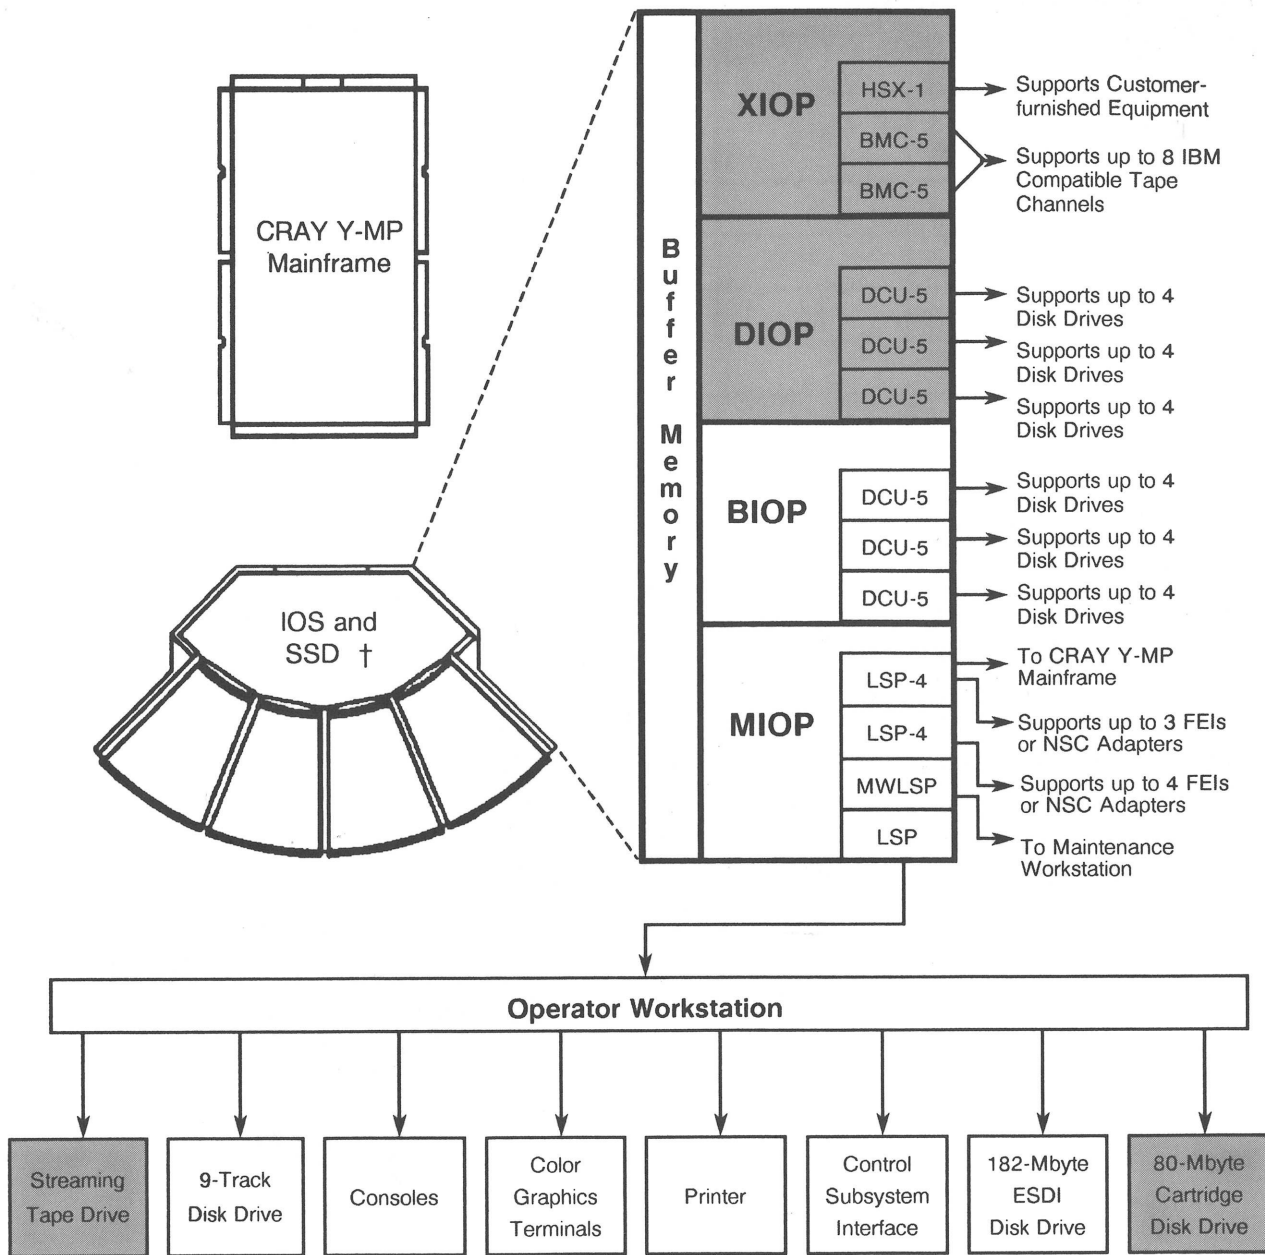 CRAY Y-MP
Mainframe
IOS and
SSD †
Buffer Memory
XIOP
HSX-1
BMC-5
BMC-5
Supports Customer-
furnished Equipment
Supports up to 8 IBM
Compatible Tape
Channels
DIOP
DCU-5
DCU-5
DCU-5
Supports up to 4
Disk Drives
Supports up to 4
Disk Drives
Supports up to 4
Disk Drives
BIOP
DCU-5
DCU-5
DCU-5
Supports up to 4
Disk Drives
Supports up to 4
Disk Drives
Supports up to 4
Disk Drives
MIOP
LSP-4
LSP-4
MWLSP
LSP
To CRAY Y-MP
Mainframe
Supports up to 3 FEIs
or NSC Adapters
Supports up to 4 FEIs
or NSC Adapters
To Maintenance
Workstation
Operator Workstation
Streaming
Tape Drive
9-Track
Disk Drive
Consoles
Color
Graphics
Terminals
Printer
Control
Subsystem
Interface
182-Mbyte
ESDI
Disk Drive
80-Mbyte
Cartridge
Disk Drive